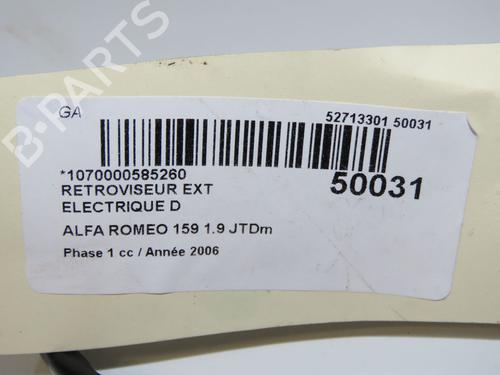 B-PARTS
GA
52713301 50031
*1070000585260
50031
RETROVISEUR EXT
ELECTRIQUE D
ALFA ROMEO 159 1.9 JTDm
Phase 1 cc / Année 2006